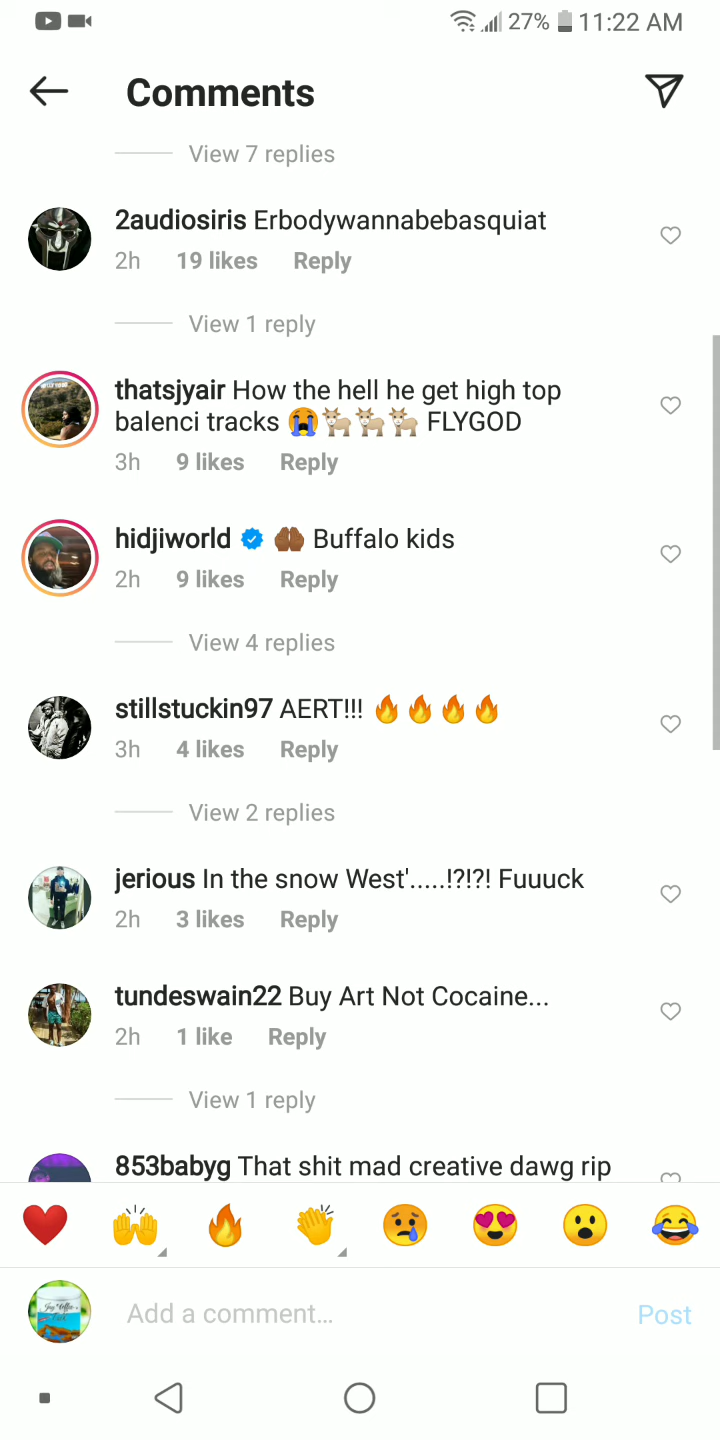 27% 11:22 AM
Comments
View 7 replies
2audiosiris Erbodywannabebasquiat
2h 19 likes Reply
View 1 reply
thatsjyair How the hell he get high top
balenci tracks 😭🐐🐐🐐 FLYGOD
3h 9 likes Reply
hidjiworld 🤲🏾 Buffalo kids
2h 9 likes Reply
View 4 replies
stillstuckin97 AERT!!! 🔥🔥🔥🔥
3h 4 likes Reply
View 2 replies
jerious In the snow West'.....!?!?! Fuuuck
2h 3 likes Reply
tundeswain22 Buy Art Not Cocaine...
2h 1 like Reply
View 1 reply
853babyg That shit mad creative dawg rip
Add a comment... Post